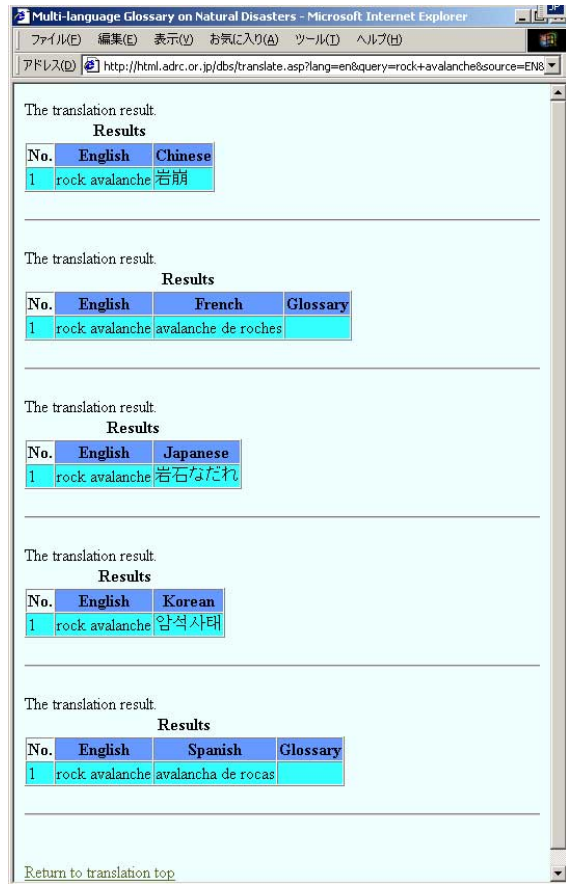 Multi-language Glossary on Natural Disasters - Microsoft Internet Explorer
ファイル(F) 編集(E) 表示(V) お気に入り(A) ツール(T) ヘルプ(H)
アドレス(D) http://html.adrc.or.jp/dbs/translate.asp?lang=en&query=rock+avalanche&source=EN&
The translation result.
Results
No. English Chinese
1 rock avalanche 岩崩
The translation result.
Results
No. English French Glossary
1 rock avalanche avalanche de roches
The translation result.
Results
No. English Japanese
1 rock avalanche 岩石なだれ
The translation result.
Results
No. English Korean
1 rock avalanche 암석사태
The translation result.
Results
No. English Spanish Glossary
1 rock avalanche avalancha de rocas
Return to translation top